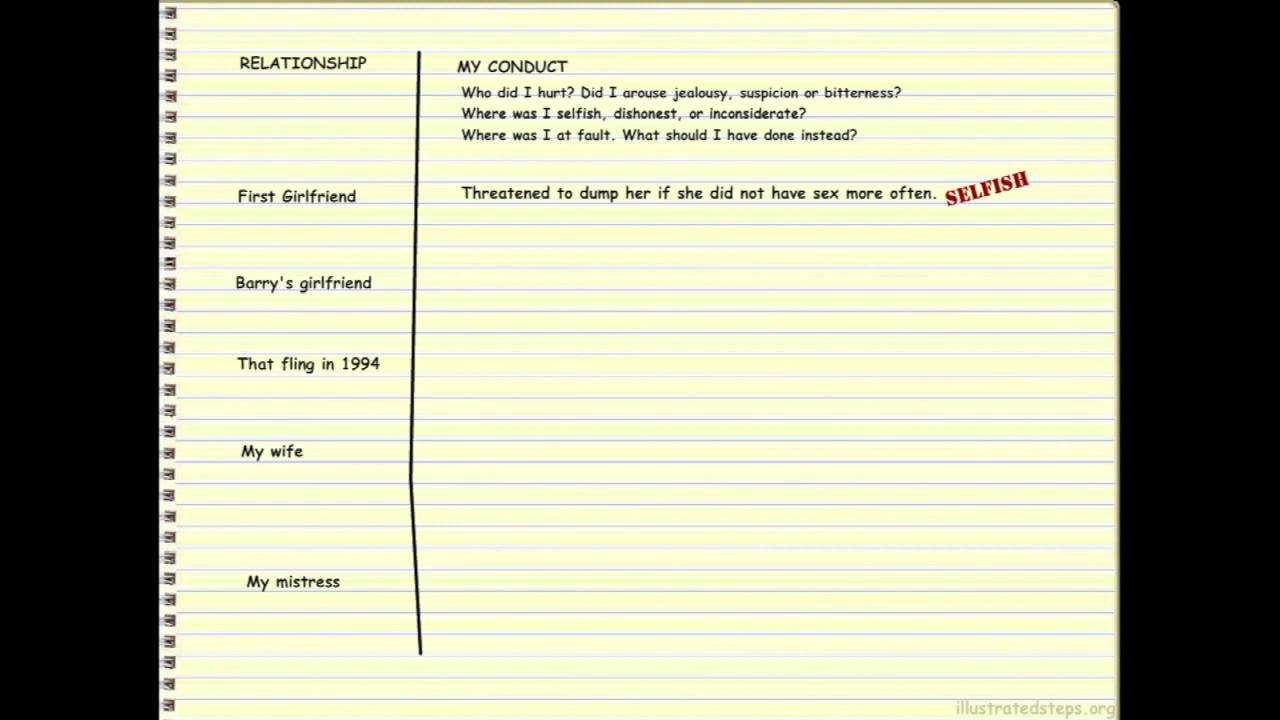 RELATIONSHIP
MY CONDUCT
Who did I hurt? Did I arouse jealousy, suspicion or bitterness?
Where was I selfish, dishonest, or inconsiderate?
Where was I at fault. What should I have done instead?
First Girlfriend
Threatened to dump her if she did not have sex more often.
SELFISH
Barry's girlfriend
That fling in 1994
My wife
My mistress
illustratedsteps.org